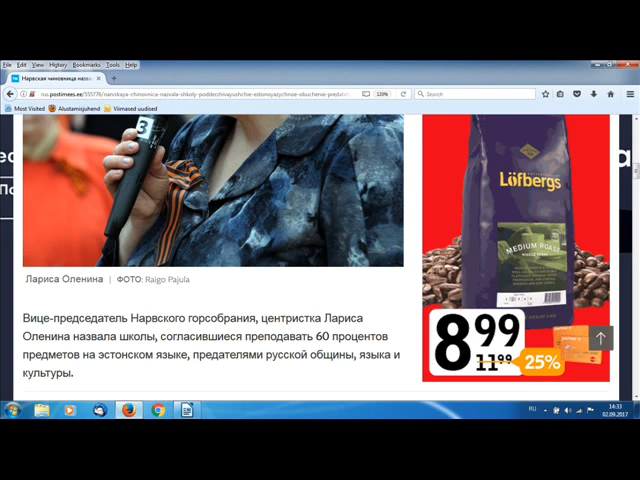 File Edit View History Bookmarks Tools Help
Нарвская чиновница назв
rus.postimees.ee
133%
Search
Most Visited Alustamisjuhend Viimased uudised
3
Лариса Оленина | ФОТО: Raigo Pajula
Вице-председатель Нарвского горсобрания, центристка Лариса
Оленина назвала школы, согласившиеся преподавать 60 процентов
предметов на эстонском языке, предателями русской общины, языка и
культуры.
Löfbergs
MEDIUM ROAST
8 99
11 99
25%
RU
14:33
02.09.2017